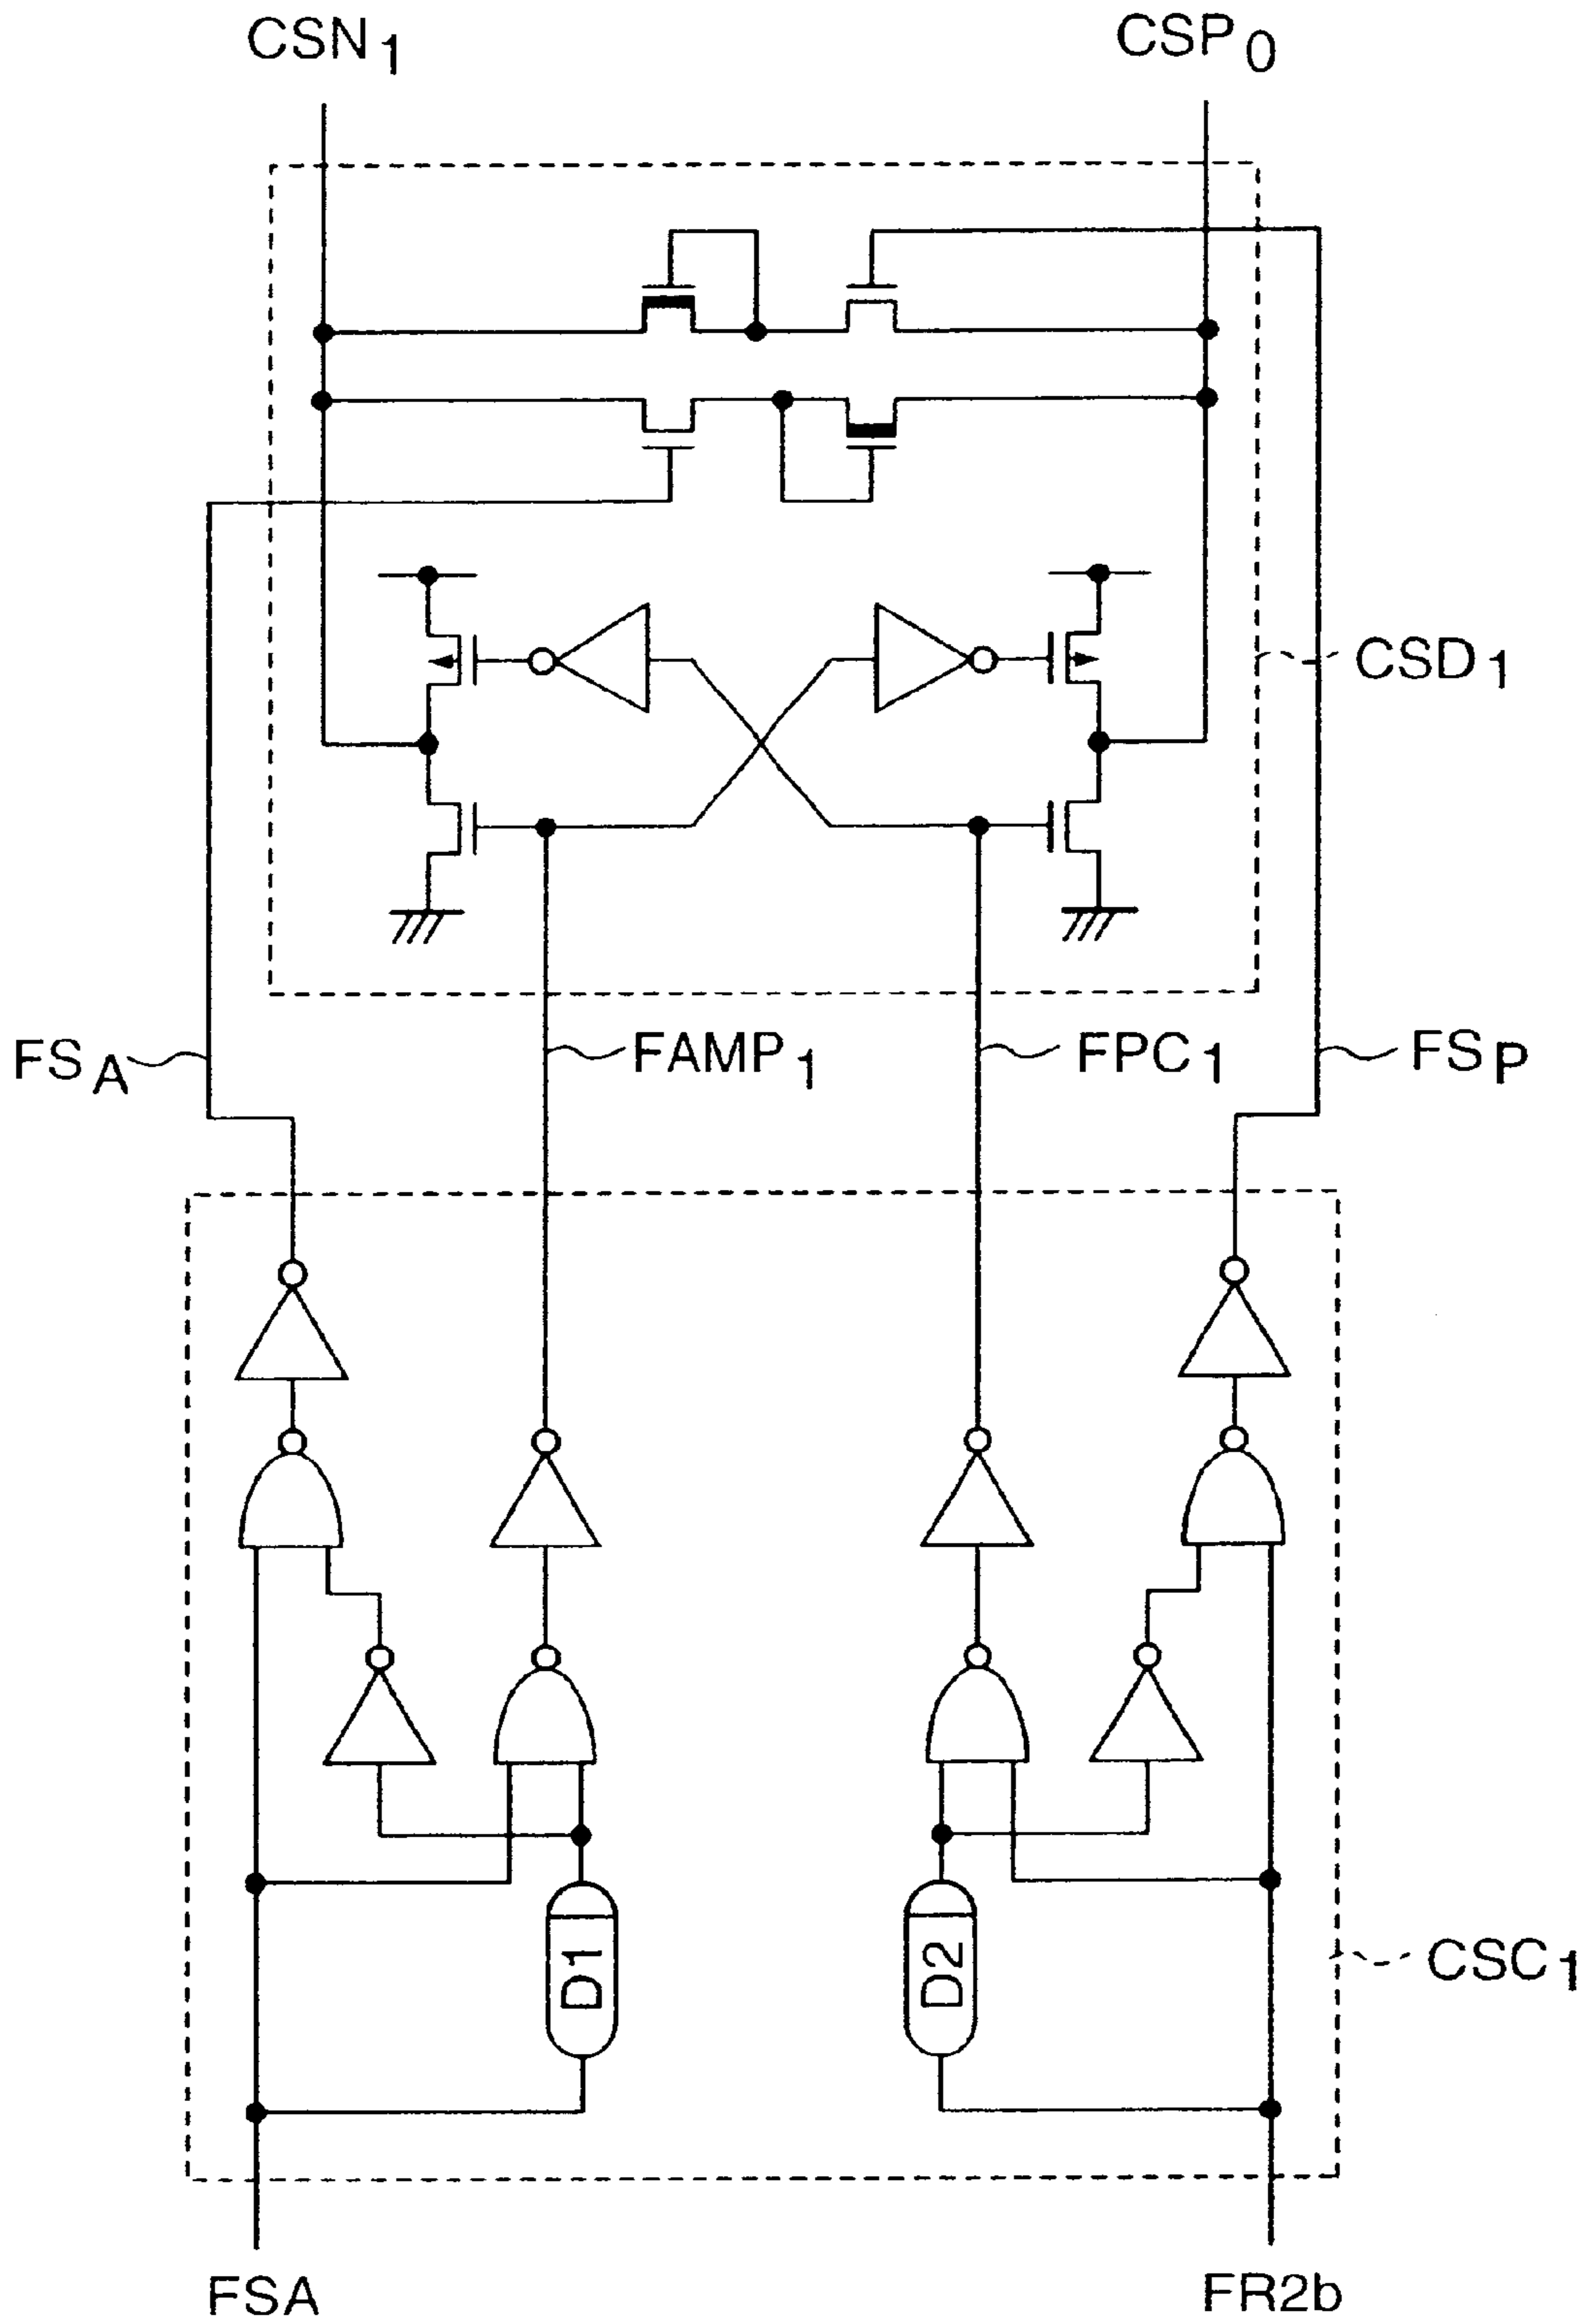 CSN1
CSP0
CSD1
FSA
FAMP1
FPC1
FSP
D1
D2
CSC1
FSA
FR2b